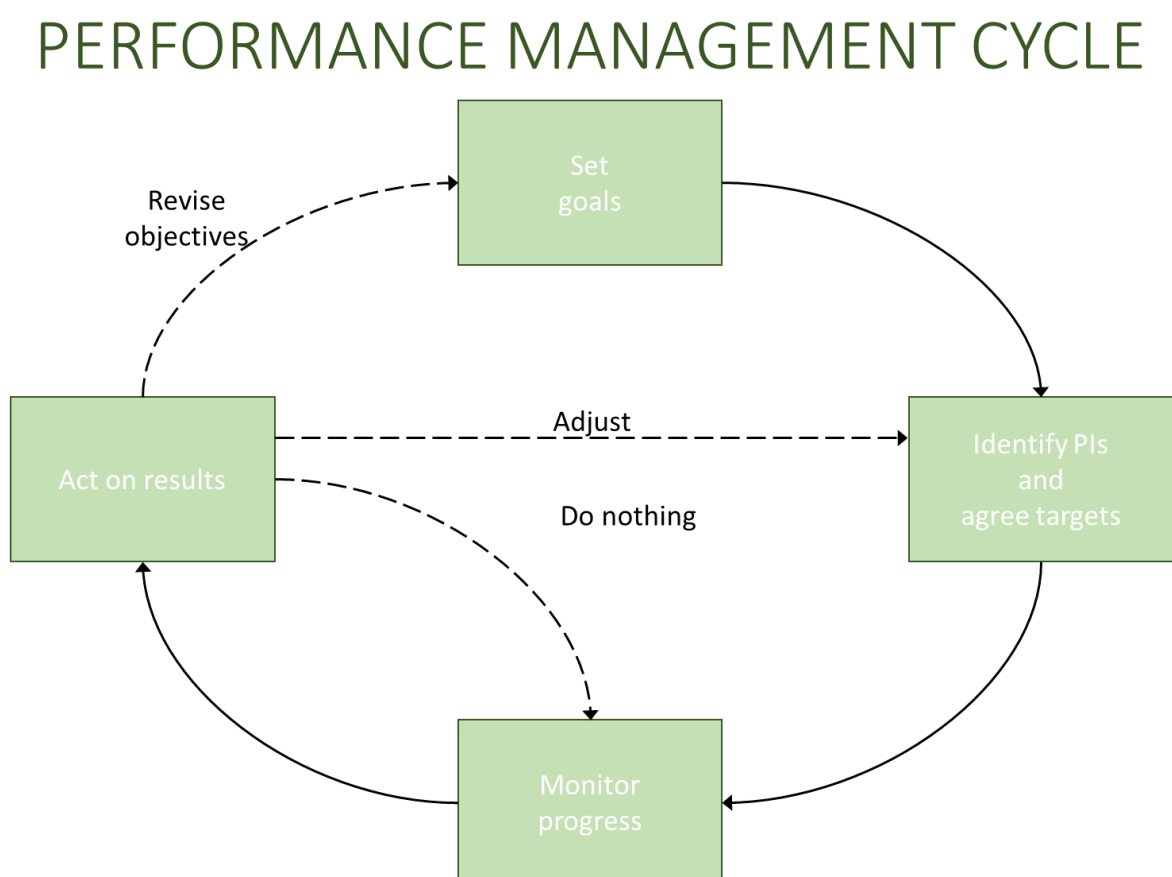 PERFORMANCE MANAGEMENT CYCLE
Set
goals
Revise
objectives
Adjust
Act on results
Identify PIs
and
agree targets
Do nothing
Monitor
progress